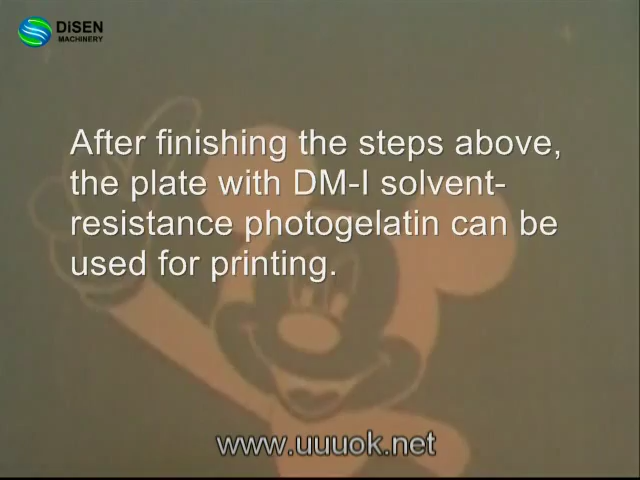 DiSEN
MACHINERY
After finishing the steps above,
the plate with DM-I solvent-
resistance photogelatin can be
used for printing.
www.uuuok.net